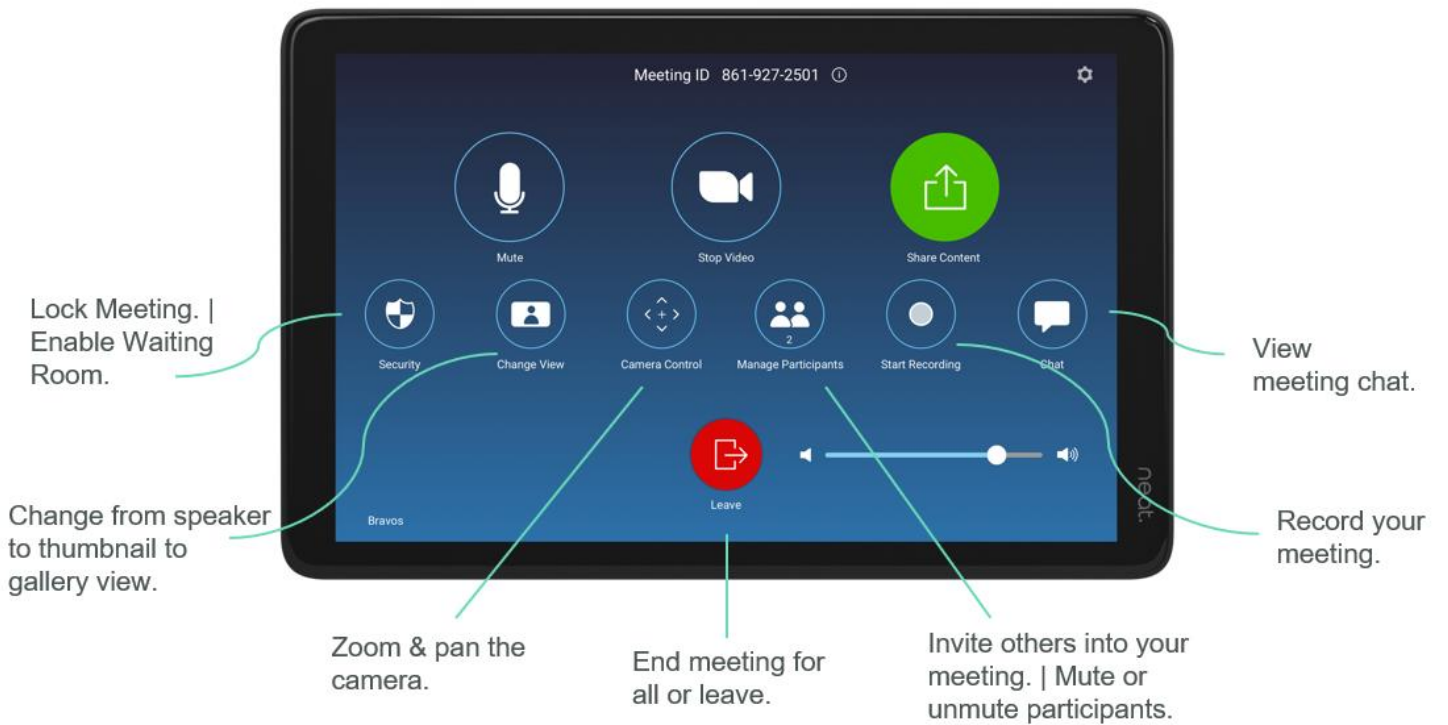 Meeting ID 861-927-2501
Mute
Stop Video
Share Content
Security
Change View
Camera Control
2
Manage Participants
Start Recording
Chat
Leave
Bravos
neat.
Lock Meeting. |
Enable Waiting
Room.
Change from speaker
to thumbnail to
gallery view.
Zoom & pan the
camera.
End meeting for
all or leave.
Invite others into your
meeting. | Mute or
unmute participants.
View
meeting chat.
Record your
meeting.